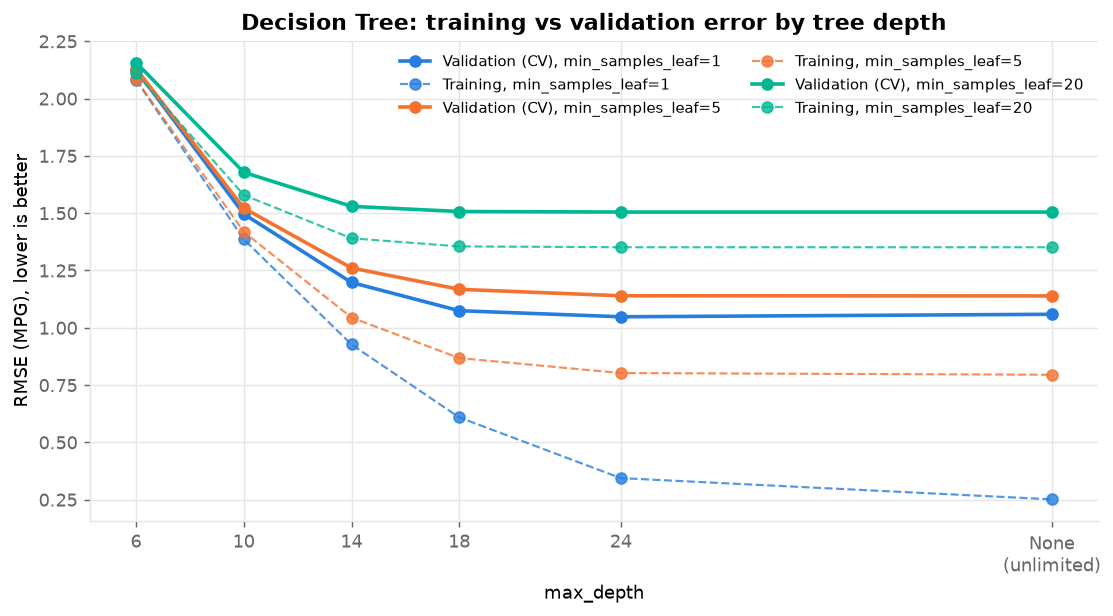 Decision Tree: training vs validation error by tree depth
2.25
2.00
1.75
1.50
1.25
1.00
0.75
0.50
0.25
RMSE (MPG), lower is better
Validation (CV), min_samples_leaf=1
Training, min_samples_leaf=1
Validation (CV), min_samples_leaf=5
Training, min_samples_leaf=5
Validation (CV), min_samples_leaf=20
Training, min_samples_leaf=20
6 10 14 18 24 None
(unlimited)
max_depth